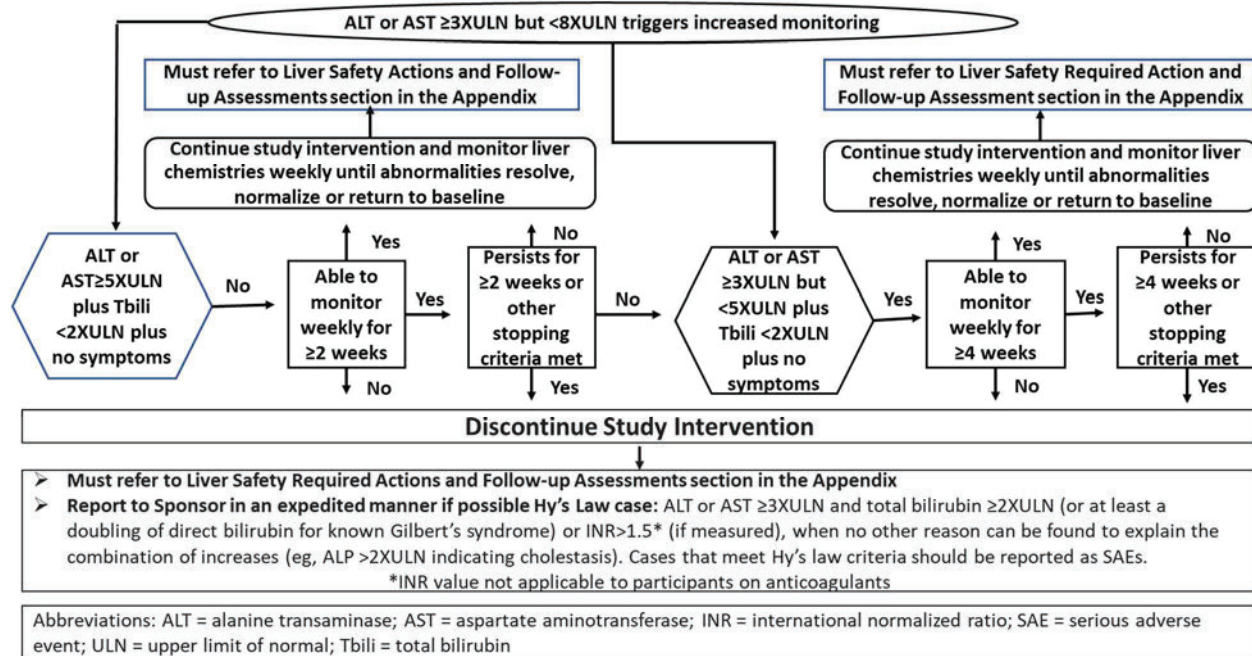 ALT or AST ≥3XULN but <8XULN triggers increased monitoring
Must refer to Liver Safety Actions and Follow-
up Assessments section in the Appendix
Must refer to Liver Safety Required Action and
Follow-up Assessment section in the Appendix
Continue study intervention and monitor liver
chemistries weekly until abnormalities resolve,
normalize or return to baseline
Continue study intervention and monitor liver
chemistries weekly until abnormalities
resolve, normalize or return to baseline
ALT or
AST≥5XULN
plus Tbili
<2XULN plus
no symptoms
No
Yes
Able to
monitor
weekly for
≥2 weeks
No
Yes
No
Persists for
≥2 weeks or
other
stopping
criteria met
Yes
No
ALT or AST
≥3XULN but
<5XULN plus
Tbili <2XULN
plus no
symptoms
Yes
Yes
Able to
monitor
weekly for
≥4 weeks
No
Yes
No
Persists for
≥4 weeks or
other
stopping
criteria met
Yes
Discontinue Study Intervention
➢ Must refer to Liver Safety Required Actions and Follow-up Assessments section in the Appendix
➢ Report to Sponsor in an expedited manner if possible Hy's Law case: ALT or AST ≥3XULN and total bilirubin ≥2XULN (or at least a
doubling of direct bilirubin for known Gilbert's syndrome) or INR>1.5* (if measured), when no other reason can be found to explain the
combination of increases (eg, ALP >2XULN indicating cholestasis). Cases that meet Hy's law criteria should be reported as SAEs.
*INR value not applicable to participants on anticoagulants
Abbreviations: ALT = alanine transaminase; AST = aspartate aminotransferase; INR = international normalized ratio; SAE = serious adverse
event; ULN = upper limit of normal; Tbili = total bilirubin